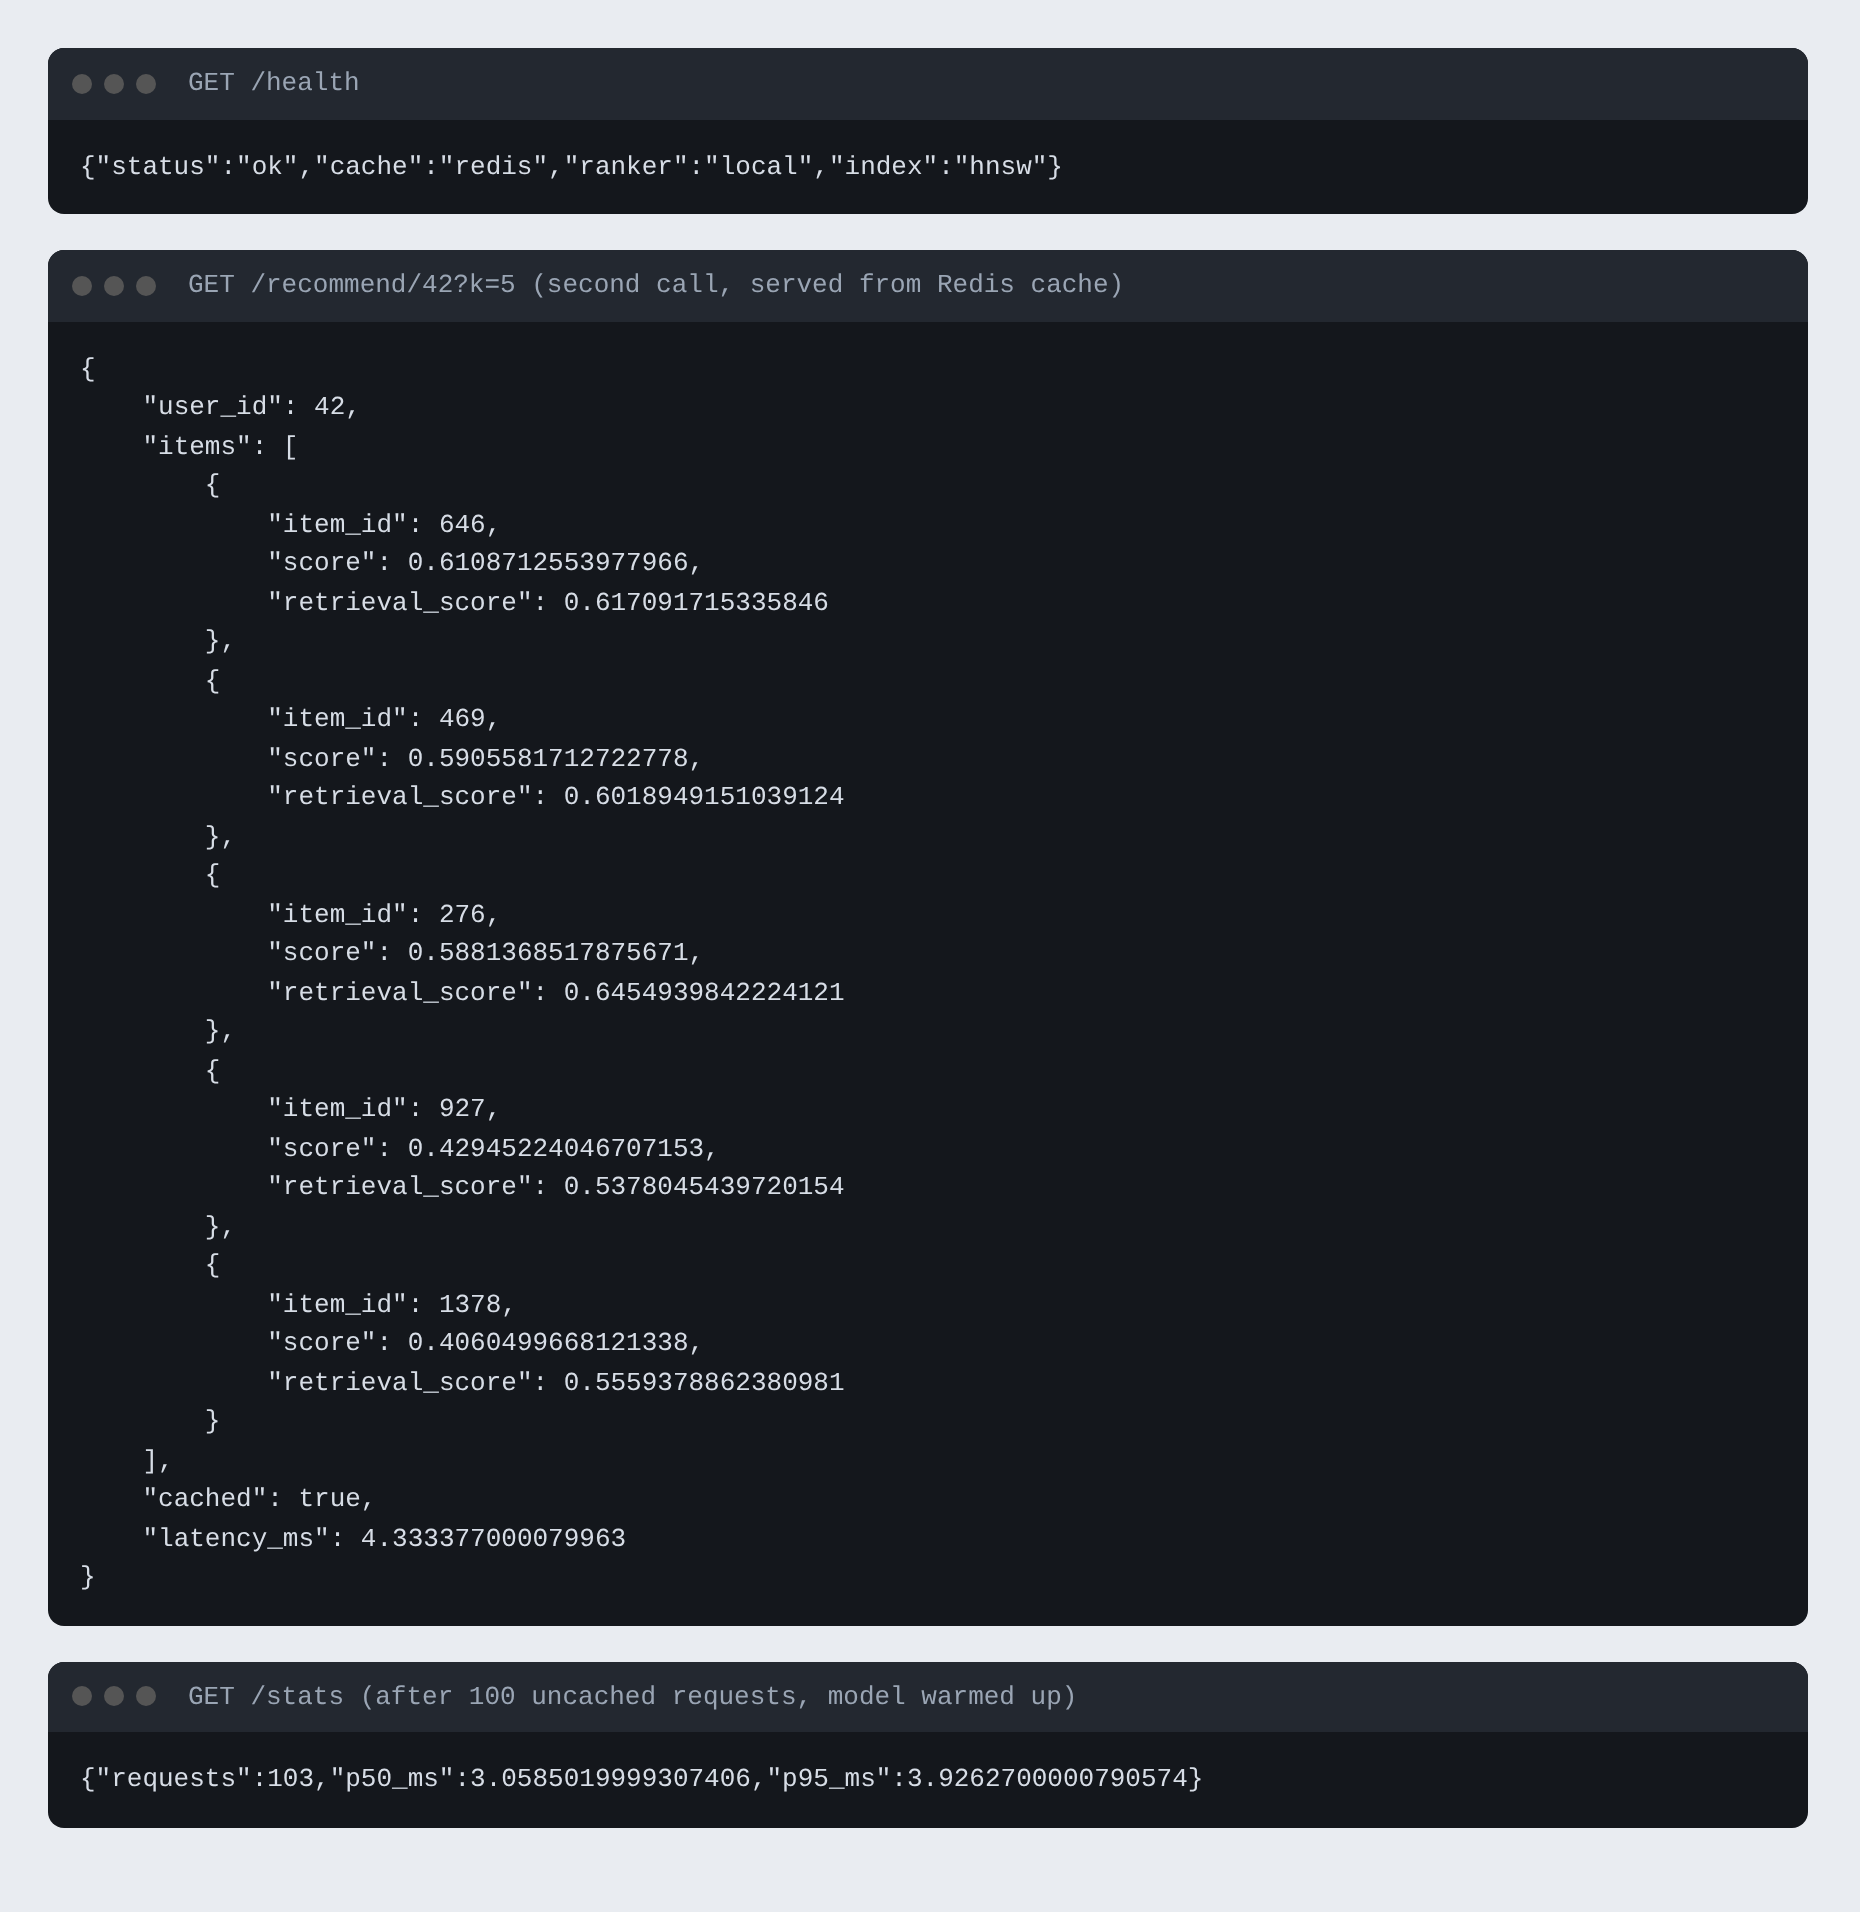 GET /health
{"status":"ok","cache":"redis","ranker":"local","index":"hnsw"}
GET /recommend/42?k=5 (second call, served from Redis cache)
{
    "user_id": 42,
    "items": [
        {
            "item_id": 646,
            "score": 0.6108712553977966,
            "retrieval_score": 0.617091715335846
        },
        {
            "item_id": 469,
            "score": 0.5905581712722778,
            "retrieval_score": 0.6018949151039124
        },
        {
            "item_id": 276,
            "score": 0.5881368517875671,
            "retrieval_score": 0.6454939842224121
        },
        {
            "item_id": 927,
            "score": 0.42945224046707153,
            "retrieval_score": 0.5378045439720154
        },
        {
            "item_id": 1378,
            "score": 0.4060499668121338,
            "retrieval_score": 0.5559378862380981
        }
    ],
    "cached": true,
    "latency_ms": 4.333377000079963
}
GET /stats (after 100 uncached requests, model warmed up)
{"requests":103,"p50_ms":3.0585019999307406,"p95_ms":3.9262700000790574}